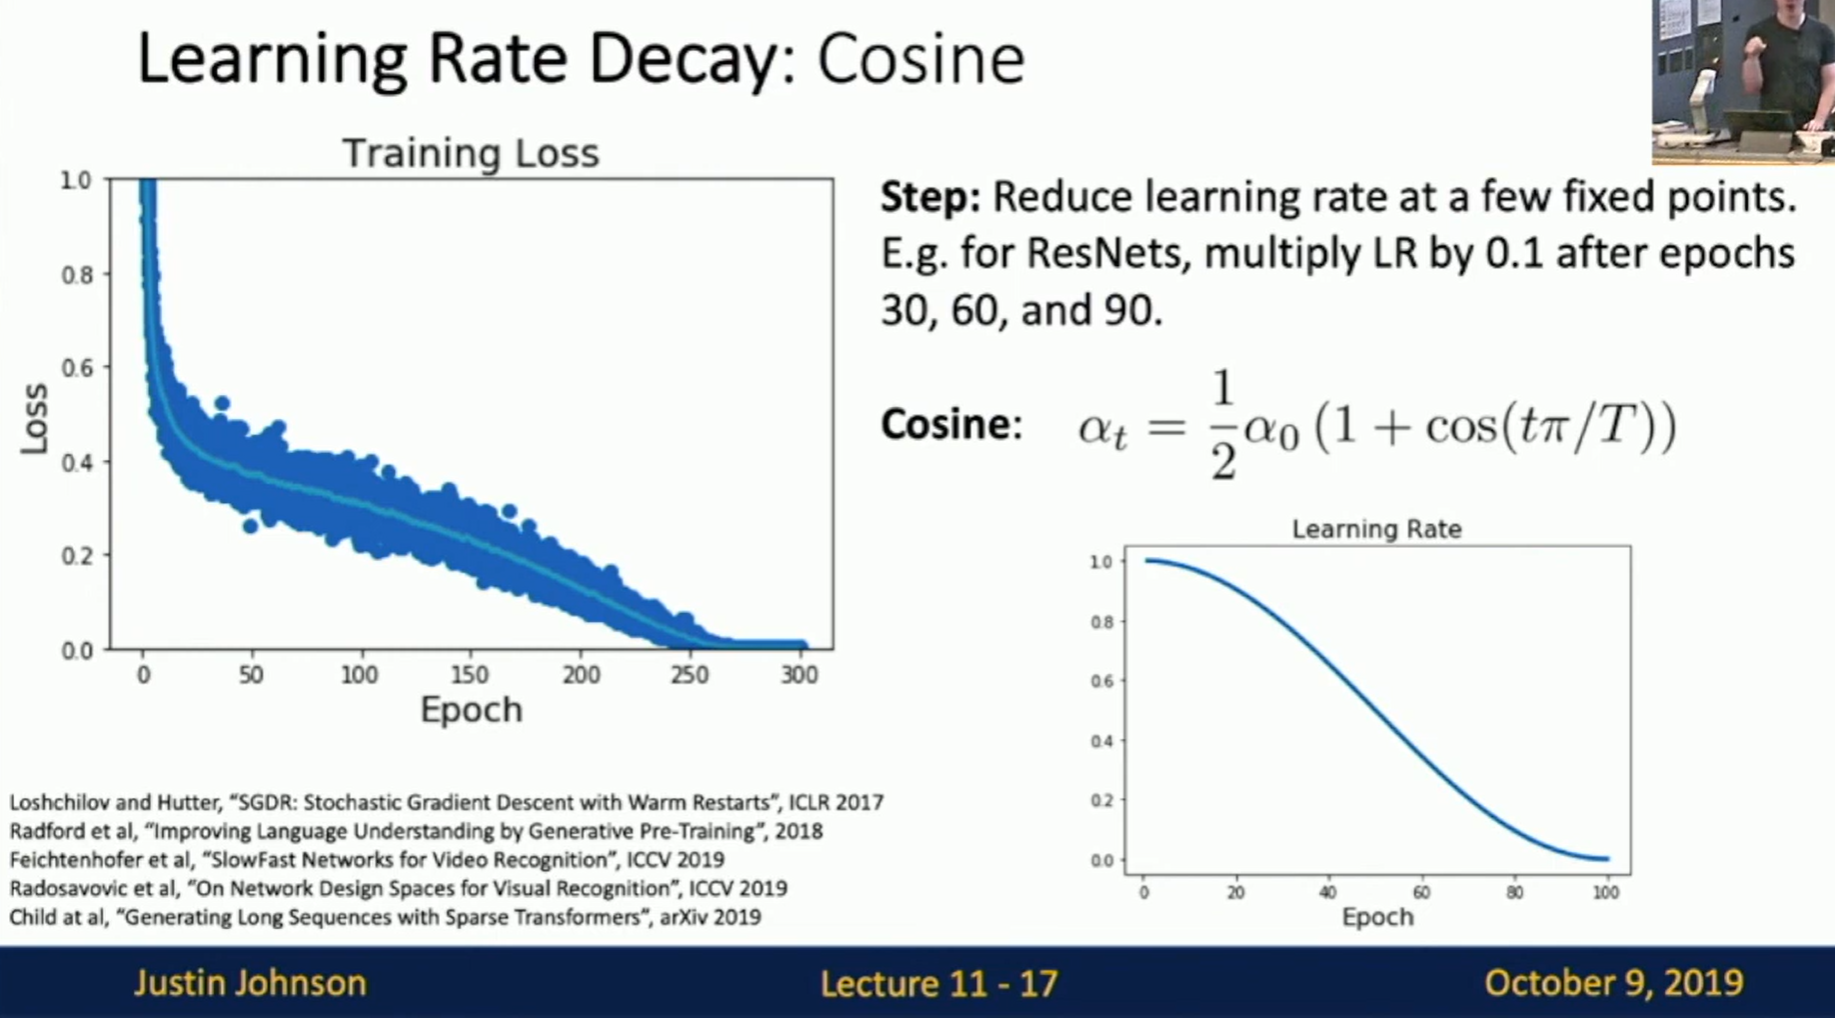 Learning Rate Decay: Cosine
Training Loss
1.0
0.8
0.6
0.4
0.2
0.0
Loss
0 50 100 150 200 250 300
Epoch
Step: Reduce learning rate at a few fixed points.
E.g. for ResNets, multiply LR by 0.1 after epochs
30, 60, and 90.
Cosine: αₜ = 1/2 α₀ (1 + cos(tπ/T))
Learning Rate
1.0
0.8
0.6
0.4
0.2
0.0
0 20 40 60 80 100
Epoch
Loshchilov and Hutter, “SGDR: Stochastic Gradient Descent with Warm Restarts”, ICLR 2017
Radford et al, “Improving Language Understanding by Generative Pre-Training”, 2018
Feichtenhofer et al, “SlowFast Networks for Video Recognition”, ICCV 2019
Radosavovic et al, “On Network Design Spaces for Visual Recognition”, ICCV 2019
Child at al, “Generating Long Sequences with Sparse Transformers”, arXiv 2019
Justin Johnson
Lecture 11 - 17
October 9, 2019